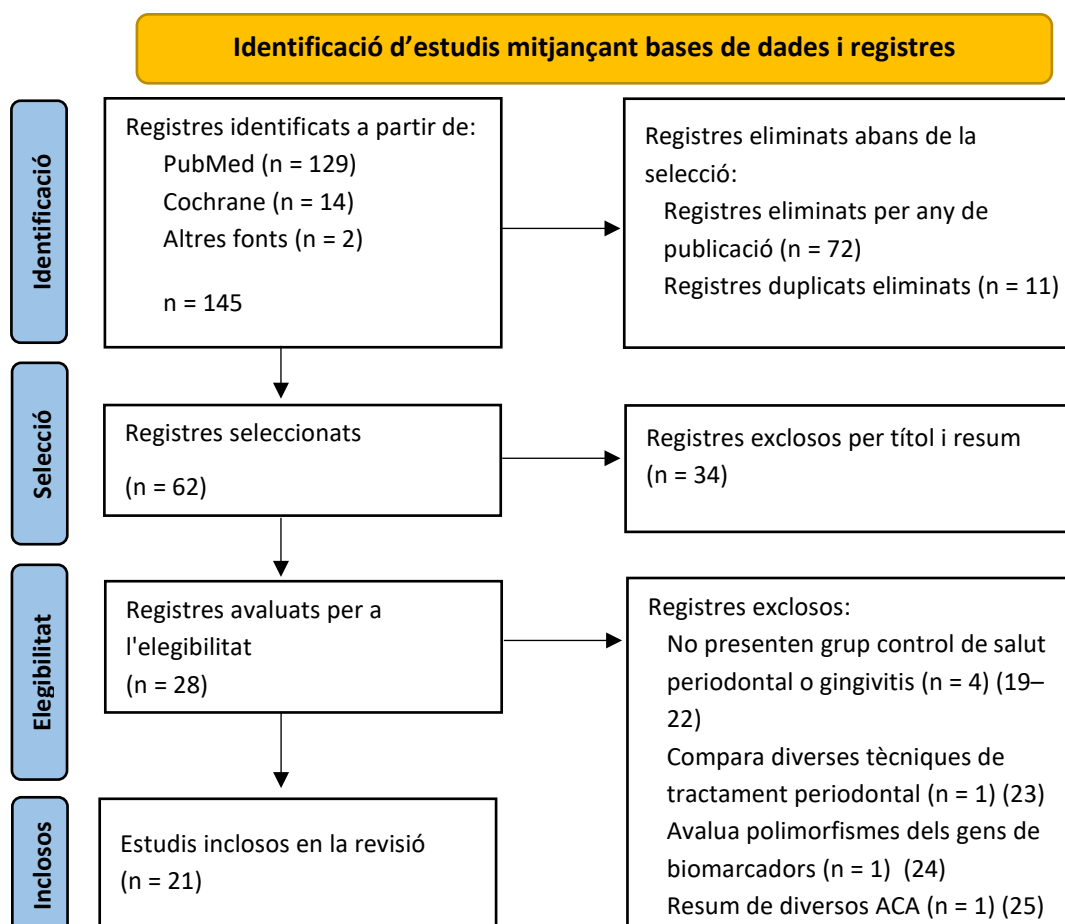 Identificació d’estudis mitjançant bases de dades i registres
Identificació
Registres identificats a partir de:
PubMed (n = 129)
Cochrane (n = 14)
Altres fonts (n = 2)
n = 145
Registres eliminats abans de la
selecció:
Registres eliminats per any de
publicació (n = 72)
Registres duplicats eliminats (n = 11)
Selecció
Registres seleccionats
(n = 62)
Registres exclosos per títol i resum
(n = 34)
Elegibilitat
Registres avaluats per a
l'elegibilitat
(n = 28)
Registres exclosos:
No presenten grup control de salut
periodontal o gingivitis (n = 4) (19–
22)
Compara diverses tècniques de
tractament periodontal (n = 1) (23)
Avalua polimorfismes dels gens de
biomarcadors (n = 1) (24)
Resum de diversos ACA (n = 1) (25)
Inclosos
Estudis inclosos en la revisió
(n = 21)